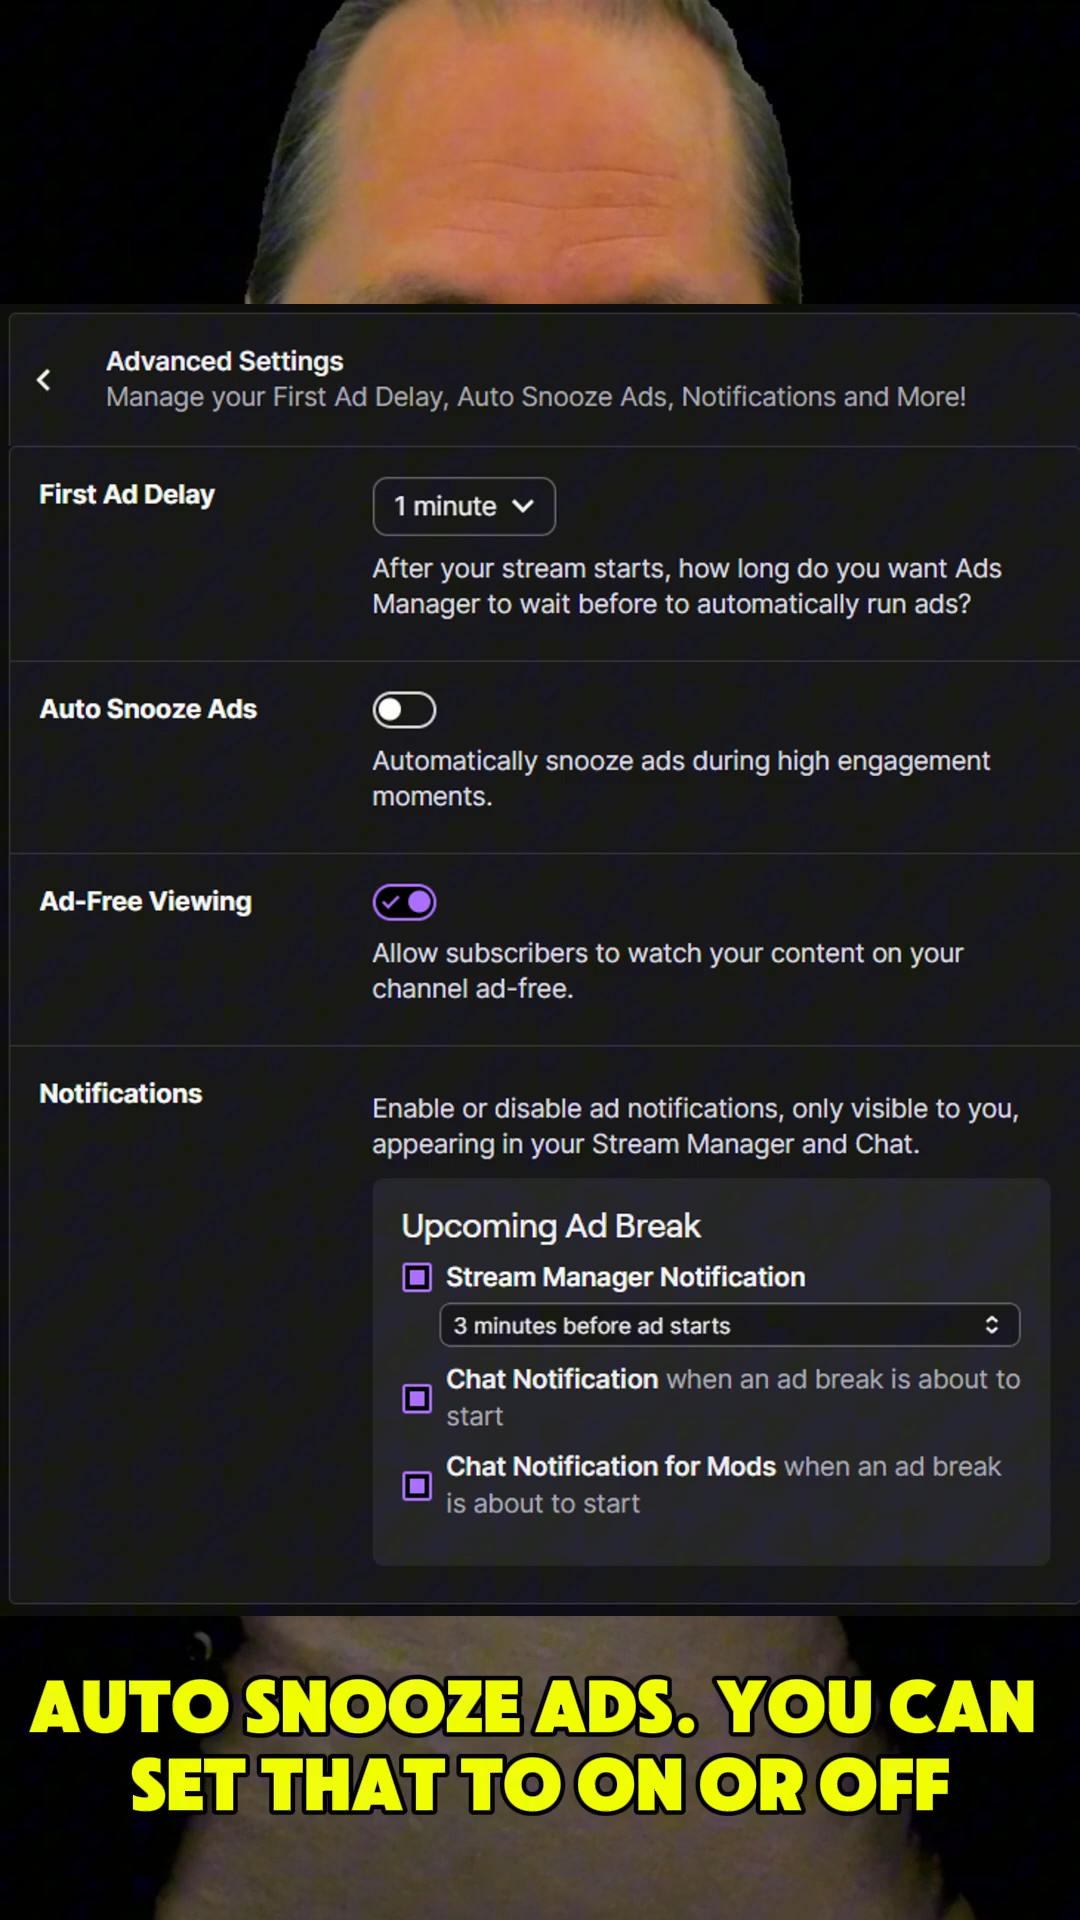 Advanced Settings
Manage your First Ad Delay, Auto Snooze Ads, Notifications and More!
First Ad Delay
1 minute
After your stream starts, how long do you want Ads
Manager to wait before to automatically run ads?
Auto Snooze Ads
Automatically snooze ads during high engagement
moments.
Ad-Free Viewing
Allow subscribers to watch your content on your
channel ad-free.
Notifications
Enable or disable ad notifications, only visible to you,
appearing in your Stream Manager and Chat.
Upcoming Ad Break
Stream Manager Notification
3 minutes before ad starts
Chat Notification when an ad break is about to
start
Chat Notification for Mods when an ad break
is about to start
AUTO SNOOZE ADS. YOU CAN
SET THAT TO ON OR OFF